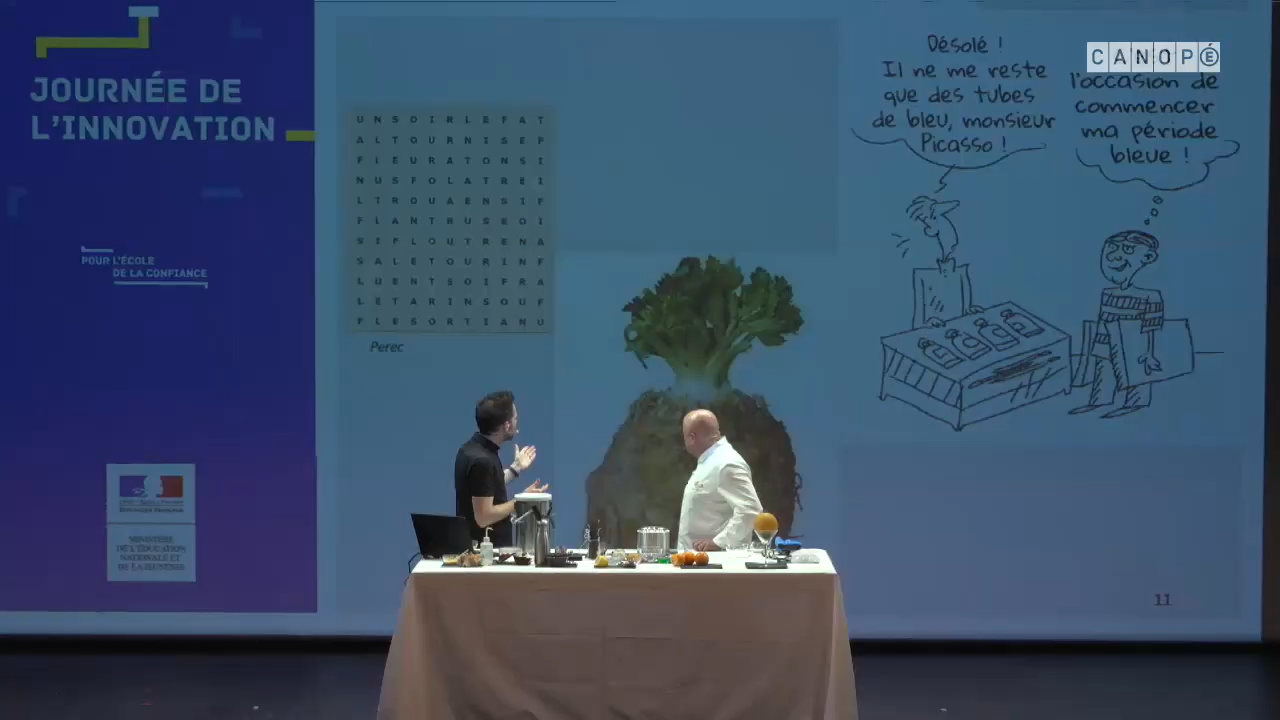 JOURNÉE DE
L'INNOVATION
POUR L'ÉCOLE
DE LA CONFIANCE
MINISTÈRE
DE L'ÉDUCATION
NATIONALE ET
DE LA JEUNESSE
U N S O I R L E F A T
A L T O U R N I S E F
F I E U R A T O N S I
N U S F O L A T R E I
L T R Q U A E N S I F
F I A N T R U S E O I
S I F L O U T R E N A
S A L E T O U R I N F
L U E N T S O I F R A
L E T A R I N S O U F
F L E S O R T I A N U
Perec
Désolé !
Il ne me reste
que des tubes
de bleu, monsieur
Picasso !
CANOPÉ
l'occasion de
commencer
ma période
bleue !
11